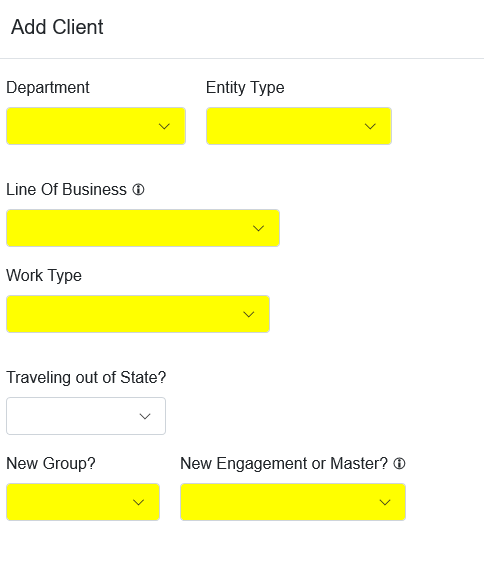 Add Client
Department Entity Type
Line Of Business
Work Type
Traveling out of State?
New Group? New Engagement or Master?